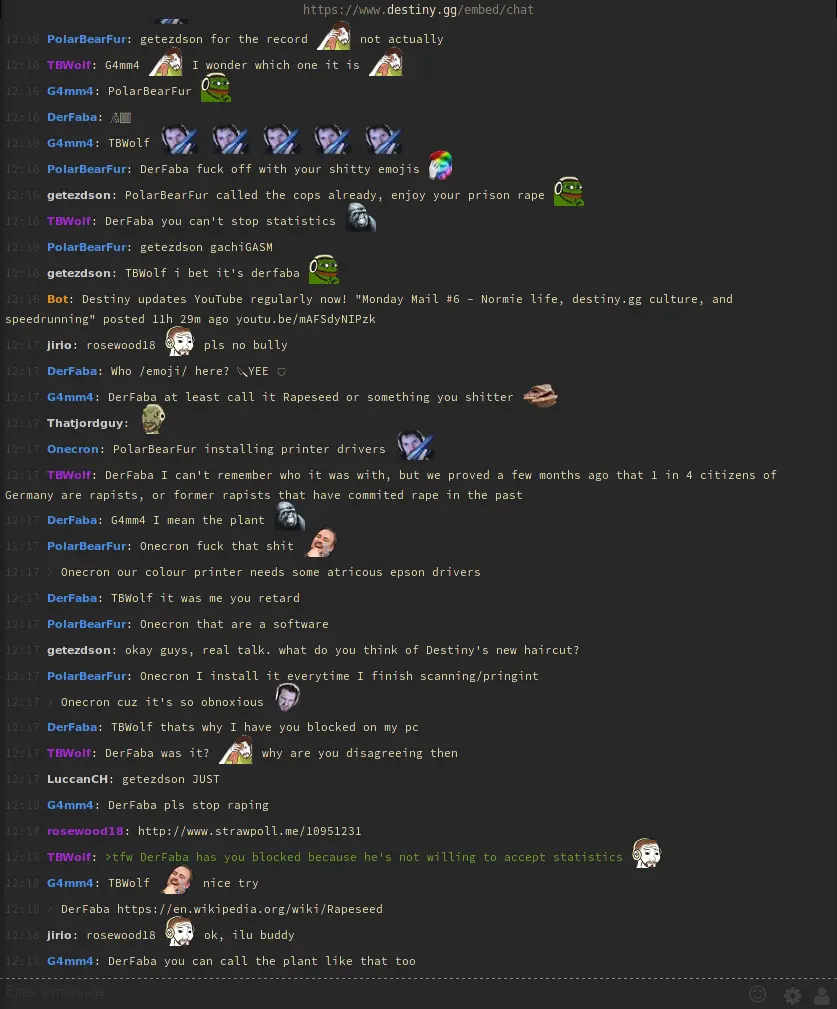 https://www.destiny.gg/embed/chat
12:16 PolarBearFur: getezdson for the record not actually
12:16 TBWolf: G4mm4 I wonder which one it is
12:16 G4mm4: PolarBearFur
12:16 DerFaba:
12:16 G4mm4: TBWolf
12:16 PolarBearFur: DerFaba fuck off with your shitty emojis
12:16 getezdson: PolarBearFur called the cops already, enjoy your prison rape
12:16 TBWolf: DerFaba you can't stop statistics
12:16 PolarBearFur: getezdson gachiGASM
12:16 getezdson: TBWolf i bet it's derfaba
12:16 Bot: Destiny updates YouTube regularly now! "Monday Mail #6 - Normie life, destiny.gg culture, and
speedrunning" posted 11h 29m ago youtu.be/mAFSdyNIPzk
12:17 jirio: rosewood18 pls no bully
12:17 DerFaba: Who /emoji/ here? YEE
12:17 G4mm4: DerFaba at least call it Rapeseed or something you shitter
12:17 Thatjordguy:
12:17 Onecron: PolarBearFur installing printer drivers
12:17 TBWolf: DerFaba I can't remember who it was with, but we proved a few months ago that 1 in 4 citizens of
Germany are rapists, or former rapists that have commited rape in the past
12:17 DerFaba: G4mm4 I mean the plant
12:17 PolarBearFur: Onecron fuck that shit
12:17 > Onecron our colour printer needs some atricous epson drivers
12:17 DerFaba: TBWolf it was me you retard
12:17 PolarBearFur: Onecron that are a software
12:17 getezdson: okay guys, real talk. what do you think of Destiny's new haircut?
12:17 PolarBearFur: Onecron I install it everytime I finish scanning/pringint
12:17 > Onecron cuz it's so obnoxious
12:17 DerFaba: TBWolf thats why I have you blocked on my pc
12:17 TBWolf: DerFaba was it? why are you disagreeing then
12:17 LuccanCH: getezdson JUST
12:18 G4mm4: DerFaba pls stop raping
12:18 rosewood18: http://www.strawpoll.me/10951231
12:18 TBWolf: >tfw DerFaba has you blocked because he's not willing to accept statistics
12:18 G4mm4: TBWolf nice try
12:18 > DerFaba https://en.wikipedia.org/wiki/Rapeseed
12:18 jirio: rosewood18 ok, ilu buddy
12:18 G4mm4: DerFaba you can call the plant like that too
Enter a message...